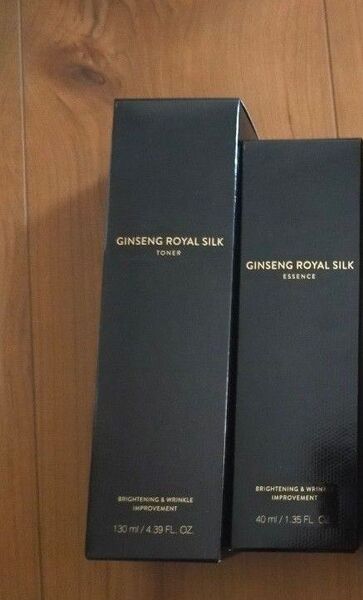 GINSENG ROYAL SILK
TONER
BRIGHTENING & WRINKLE
IMPROVEMENT
130 ml / 4.39 FL. OZ.
GINSENG ROYAL SILK
ESSENCE
BRIGHTENING & WRINKLE
IMPROVEMENT
40 ml / 1.35 FL. OZ.